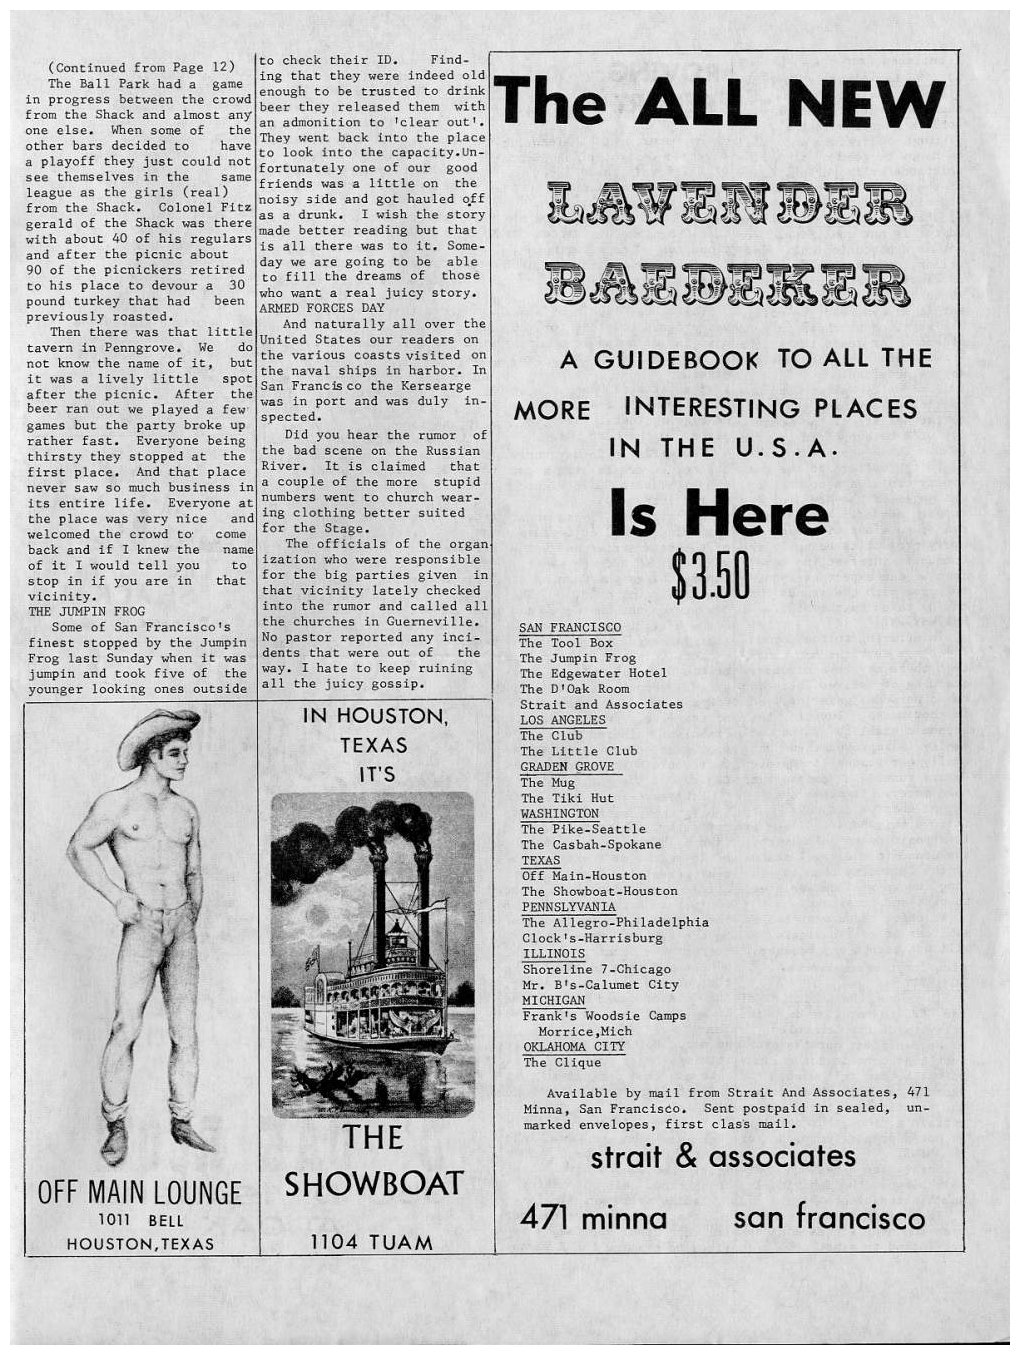 (Continued from Page 12)
The Ball Park had a game
in progress between the crowd
from the Shack and almost any
one else. When some of the
other bars decided to have
a playoff they just could not
see themselves in the same
league as the girls (real)
from the Shack. Colonel Fitz
gerald of the Shack was there
with about 40 of his regulars
and after the picnic about
90 of the picnickers retired
to his place to devour a 30
pound turkey that had been
previously roasted.
Then there was that little
tavern in Penngrove. We do
not know the name of it, but
it was a lively little spot
after the picnic. After the
beer ran out we played a few
games but the party broke up
rather fast. Everyone being
thirsty they stopped at the
first place. And that place
never saw so much business in
its entire life. Everyone at
the place was very nice and
welcomed the crowd to come
back and if I knew the name
of it I would tell you to
stop in if you are in that
vicinity.
THE JUMPIN FROG
Some of San Francisco's
finest stopped by the Jumpin
Frog last Sunday when it was
jumpin and took five of the
younger looking ones outside
to check their ID. Find-
ing that they were indeed old
enough to be trusted to drink
beer they released them with
an admonition to 'clear out'.
They went back into the place
to look into the capacity.Un-
fortunately one of our good
friends was a little on the
noisy side and got hauled off
as a drunk. I wish the story
made better reading but that
is all there was to it. Some-
day we are going to be able
to fill the dreams of those
who want a real juicy story.
ARMED FORCES DAY
And naturally all over the
United States our readers on
the various coasts visited on
the naval ships in harbor. In
San Francisco the Kersearge
was in port and was duly in-
spected.
Did you hear the rumor of
the bad scene on the Russian
River. It is claimed that
a couple of the more stupid
numbers went to church wear-
ing clothing better suited
for the Stage.
The officials of the organ-
ization who were responsible
for the big parties given in
that vicinity lately checked
into the rumor and called all
the churches in Guerneville.
No pastor reported any inci-
dents that were out of the
way. I hate to keep ruining
all the juicy gossip.
OFF MAIN LOUNGE
1011 BELL
HOUSTON,TEXAS
IN HOUSTON,
TEXAS
IT'S
THE
SHOWBOAT
1104 TUAM
The ALL NEW
LAVENDER
BAEDEKER
A GUIDEBOOK TO ALL THE
MORE INTERESTING PLACES
IN THE U.S.A.
Is Here
$3.50
SAN FRANCISCO
The Tool Box
The Jumpin Frog
The Edgewater Hotel
The D'Oak Room
Strait and Associates
LOS ANGELES
The Club
The Little Club
GRADEN GROVE
The Mug
The Tiki Hut
WASHINGTON
The Pike-Seattle
The Casbah-Spokane
TEXAS
Off Main-Houston
The Showboat-Houston
PENNSLYVANIA
The Allegro-Philadelphia
Clock's-Harrisburg
ILLINOIS
Shoreline 7-Chicago
Mr. B's-Calumet City
MICHIGAN
Frank's Woodsie Camps
Morrice,Mich
OKLAHOMA CITY
The Clique
Available by mail from Strait And Associates, 471
Minna, San Francisco. Sent postpaid in sealed, un-
marked envelopes, first class mail.
strait & associates
471 minna san francisco